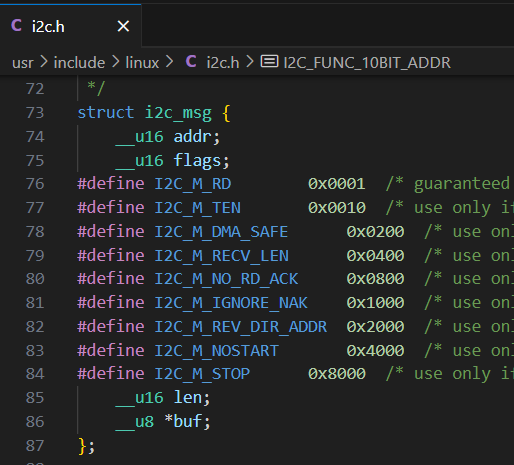 C i2c.h ×
usr > include > linux > C i2c.h > I2C_FUNC_10BIT_ADDR
72 */
73 struct i2c_msg {
74 __u16 addr;
75 __u16 flags;
76 #define I2C_M_RD 0x0001 /* guaranteed
77 #define I2C_M_TEN 0x0010 /* use only if
78 #define I2C_M_DMA_SAFE 0x0200 /* use onl
79 #define I2C_M_RECV_LEN 0x0400 /* use onl
80 #define I2C_M_NO_RD_ACK 0x0800 /* use onl
81 #define I2C_M_IGNORE_NAK 0x1000 /* use onl
82 #define I2C_M_REV_DIR_ADDR 0x2000 /* use onl
83 #define I2C_M_NOSTART 0x4000 /* use onl
84 #define I2C_M_STOP 0x8000 /* use only if
85 __u16 len;
86 __u8 *buf;
87 };